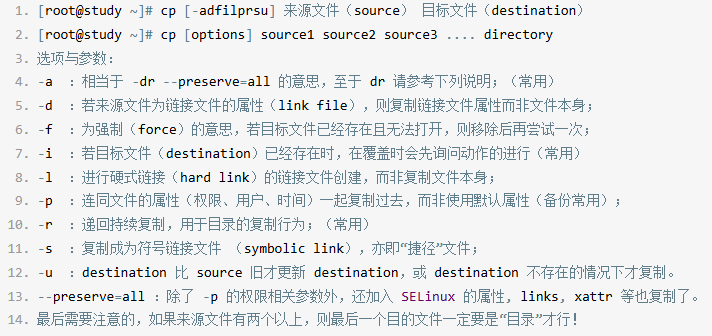 1. [root@study ~]# cp [-adfilprsu] 来源文件（source） 目标文件（destination）
2. [root@study ~]# cp [options] source1 source2 source3 .... directory
3. 选项与参数：
4. -a ：相当于 -dr --preserve=all 的意思，至于 dr 请参考下列说明；（常用）
5. -d ：若来源文件为链接文件的属性（link file），则复制链接文件属性而非文件本身；
6. -f ：为强制（force）的意思，若目标文件已经存在且无法打开，则移除后再尝试一次；
7. -i ：若目标文件（destination）已经存在时，在覆盖时会先询问动作的进行（常用）
8. -l ：进行硬式链接（hard link）的链接文件创建，而非复制文件本身；
9. -p ：连同文件的属性（权限、用户、时间）一起复制过去，而非使用默认属性（备份常用）；
10. -r ：递回持续复制，用于目录的复制行为；（常用）
11. -s ：复制成为符号链接文件 （symbolic link），亦即“捷径”文件；
12. -u ：destination 比 source 旧才更新 destination，或 destination 不存在的情况下才复制。
13. --preserve=all ：除了 -p 的权限相关参数外，还加入 SELinux 的属性, links, xattr 等也复制了。
14. 最后需要注意的，如果来源文件有两个以上，则最后一个目的文件一定要是“目录”才行！